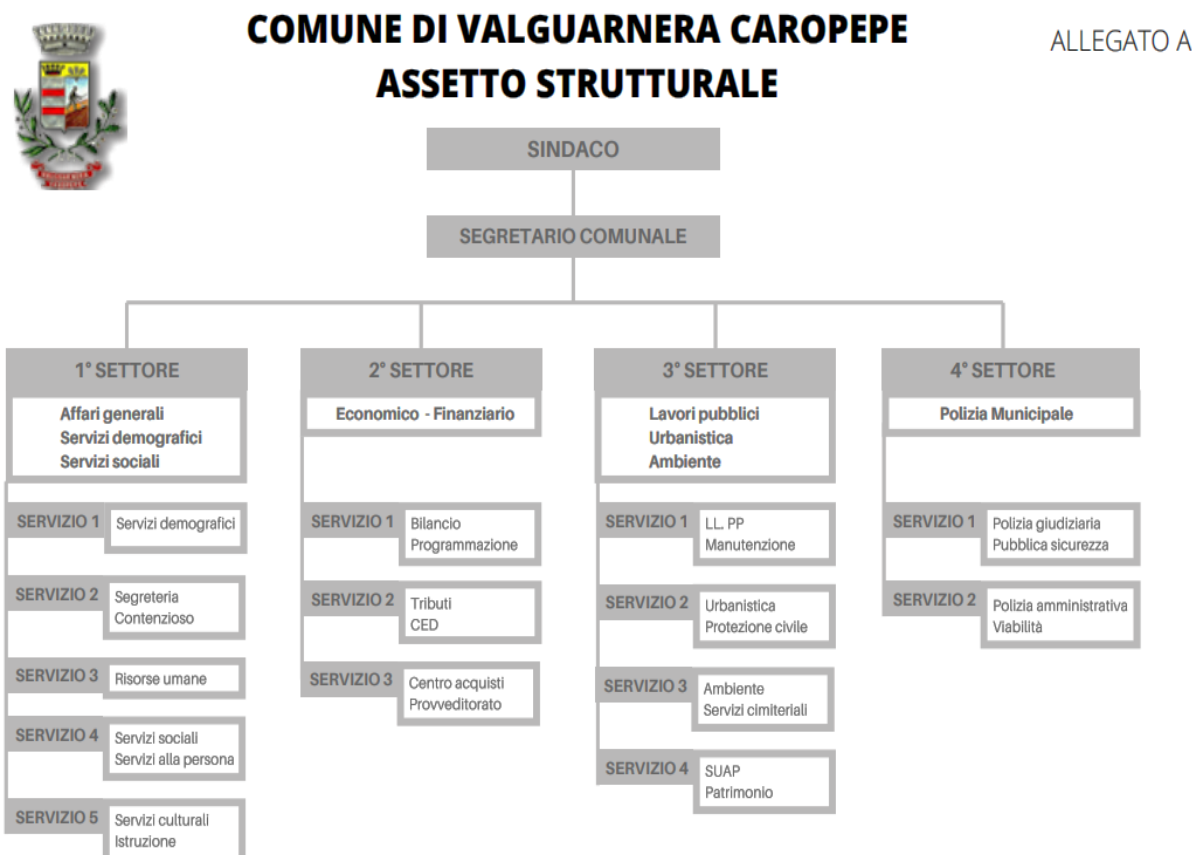 COMUNE DI VALGUARNERA CAROPEPE
ASSETTO STRUTTURALE
ALLEGATO A
SINDACO
SEGRETARIO COMUNALE
1° SETTORE
Affari generali
Servizi demografici
Servizi sociali
SERVIZIO 1
Servizi demografici
SERVIZIO 2
Segreteria
Contenzioso
SERVIZIO 3
Risorse umane
SERVIZIO 4
Servizi sociali
Servizi alla persona
SERVIZIO 5
Servizi culturali
Istruzione
2° SETTORE
Economico - Finanziario
SERVIZIO 1
Bilancio
Programmazione
SERVIZIO 2
Tributi
CED
SERVIZIO 3
Centro acquisti
Provveditorato
3° SETTORE
Lavori pubblici
Urbanistica
Ambiente
SERVIZIO 1
LL. PP
Manutenzione
SERVIZIO 2
Urbanistica
Protezione civile
SERVIZIO 3
Ambiente
Servizi cimiteriali
SERVIZIO 4
SUAP
Patrimonio
4° SETTORE
Polizia Municipale
SERVIZIO 1
Polizia giudiziaria
Pubblica sicurezza
SERVIZIO 2
Polizia amministrativa
Viabilità